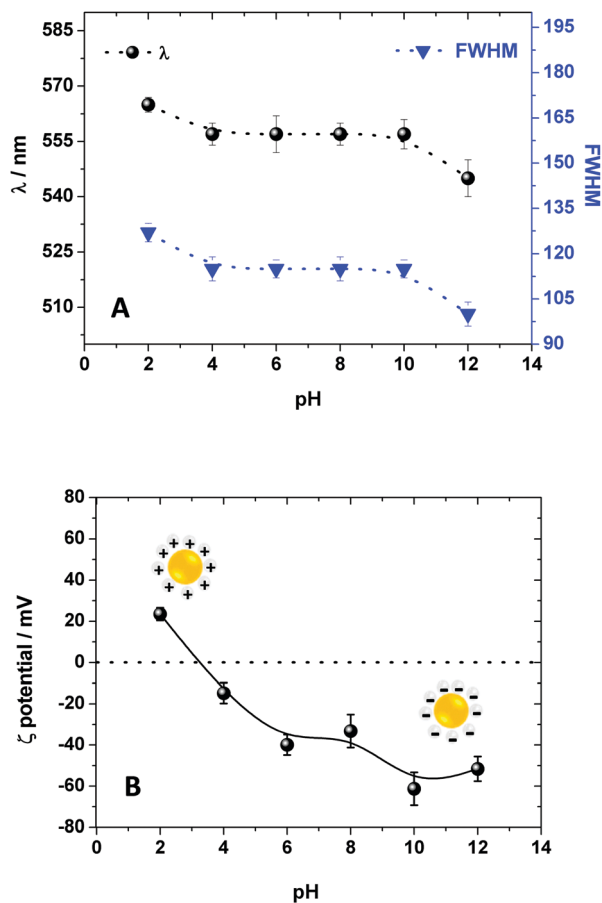 λ
FWHM
585
570
555
540
525
510
λ / nm
195
180
165
150
135
120
105
90
FWHM
A
0 2 4 6 8 10 12 14
pH
80
60
40
20
0
-20
-40
-60
-80
ζ potential / mV
+ + + + + + + + +
- - - - - - - - -
B
0 2 4 6 8 10 12 14
pH